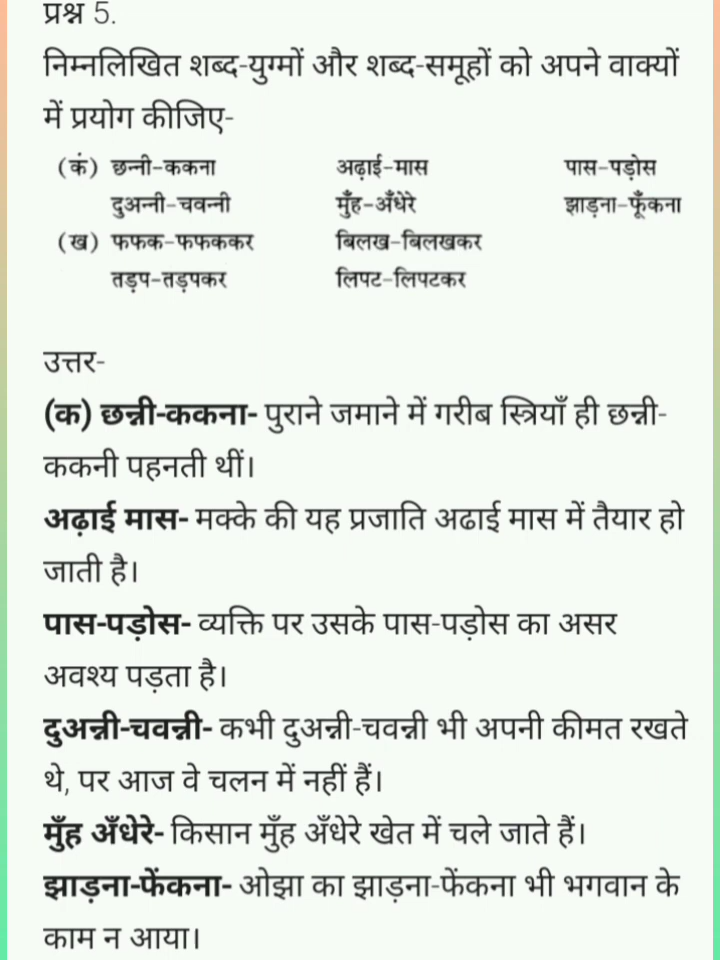 प्रश्न 5.
निम्नलिखित शब्द-युग्मों और शब्द-समूहों को अपने वाक्यों
में प्रयोग कीजिए-
(कं) छन्नी-ककना अढ़ाई-मास पास-पड़ोस
दुअन्नी-चवन्नी मुँह-अँधेरे झाड़ना-फूँकना
(ख) फफक-फफककर बिलख-बिलखकर
तड़प-तड़पकर लिपट-लिपटकर
उत्तर-
(क) छन्नी-ककना- पुराने जमाने में गरीब स्त्रियाँ ही छन्नी-
ककनी पहनती थीं।
अढ़ाई मास- मक्के की यह प्रजाति अढाई मास में तैयार हो
जाती है।
पास-पड़ोस- व्यक्ति पर उसके पास-पड़ोस का असर
अवश्य पड़ता है।
दुअन्नी-चवन्नी- कभी दुअन्नी-चवन्नी भी अपनी कीमत रखते
थे, पर आज वे चलन में नहीं हैं।
मुँह अँधेरे- किसान मुँह अँधेरे खेत में चले जाते हैं।
झाड़ना-फेंकना- ओझा का झाड़ना-फेंकना भी भगवान के
काम न आया।